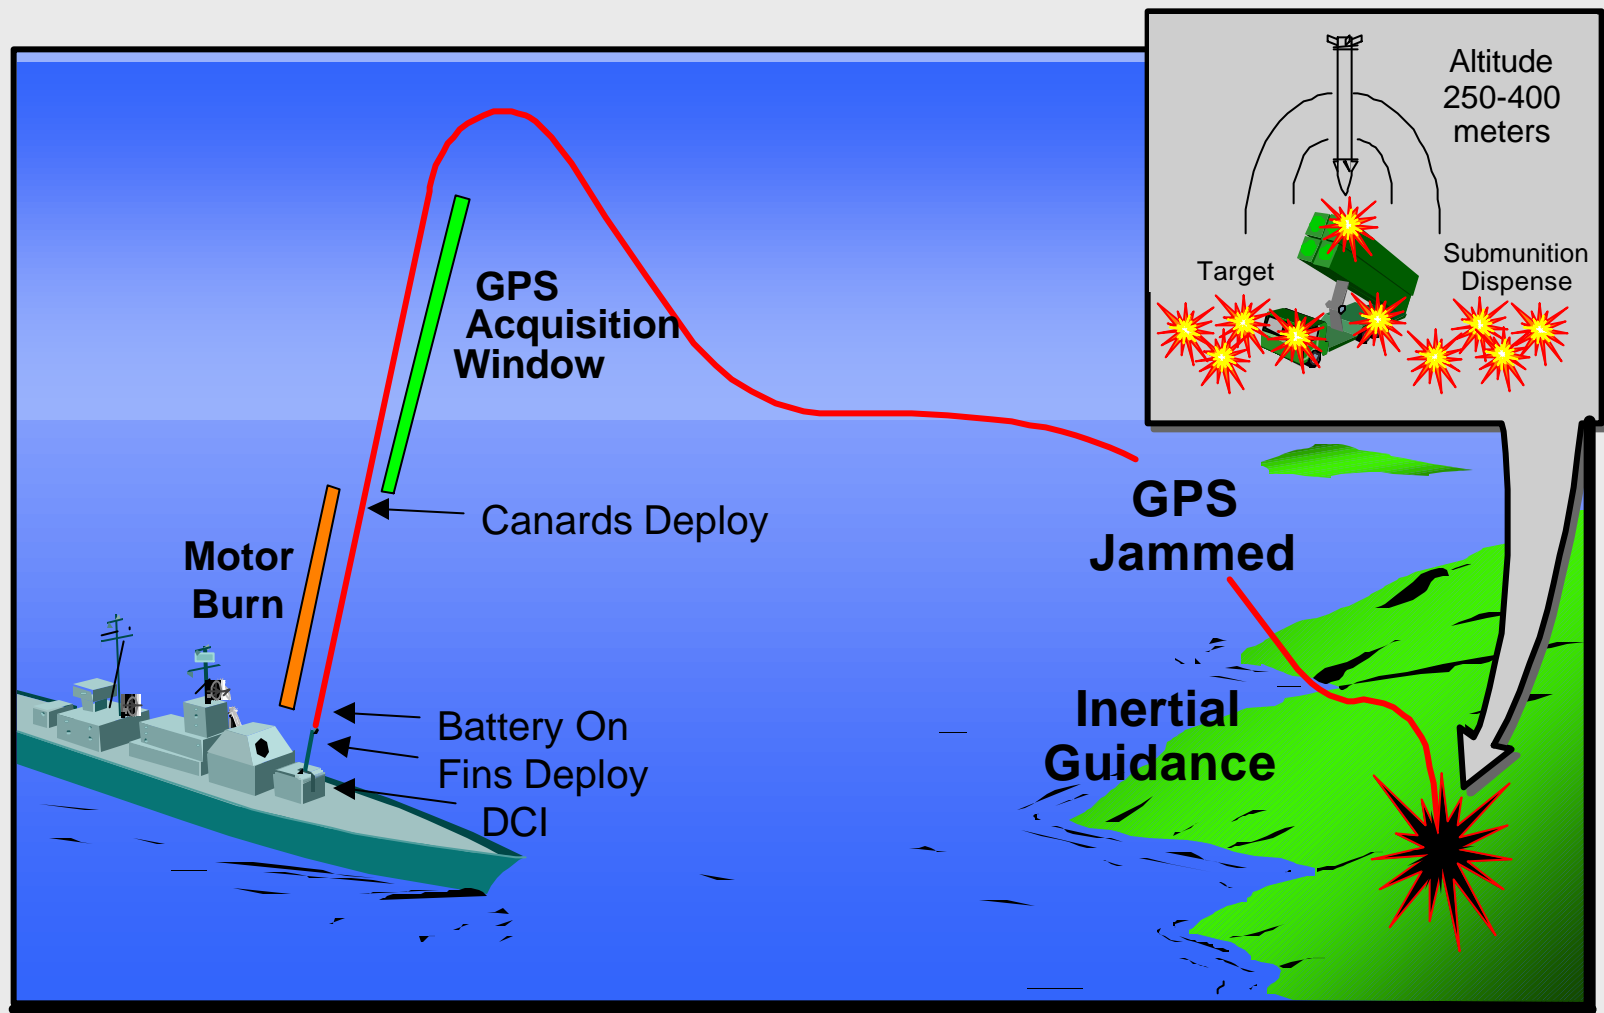 Altitude
250-400
meters
Target
Submunition
Dispense
GPS
Acquisition
Window
Canards Deploy
Motor
Burn
GPS
Jammed
Battery On
Fins Deploy
DCI
Inertial
Guidance